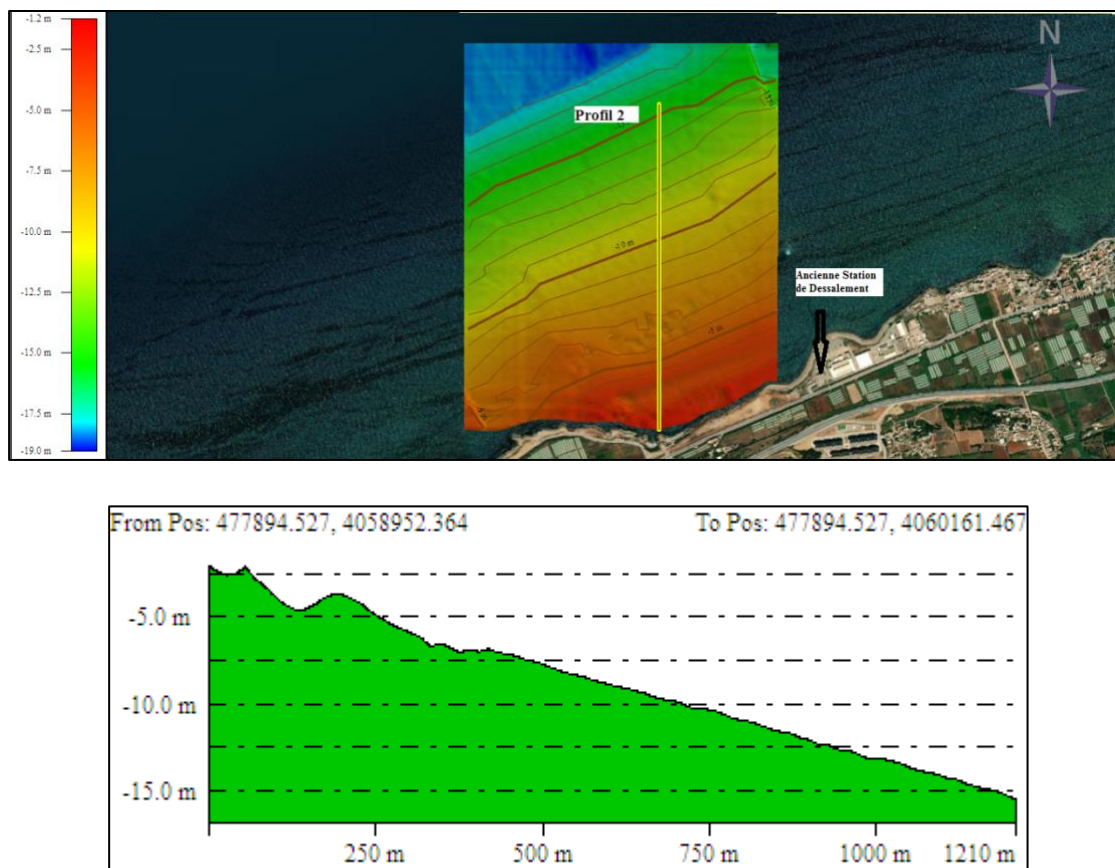 -1.2 m
-5.0 m
-7.5 m
-10.0 m
-12.5 m
-15.0 m
-17.5 m
-19.0 m
N
Profil 2
Ancienne Station
de Dessalement
From Pos: 477894.527, 4058952.364 To Pos: 477894.527, 4060161.467
-5.0 m
-10.0 m
-15.0 m
250 m 500 m 750 m 1000 m 1210 m